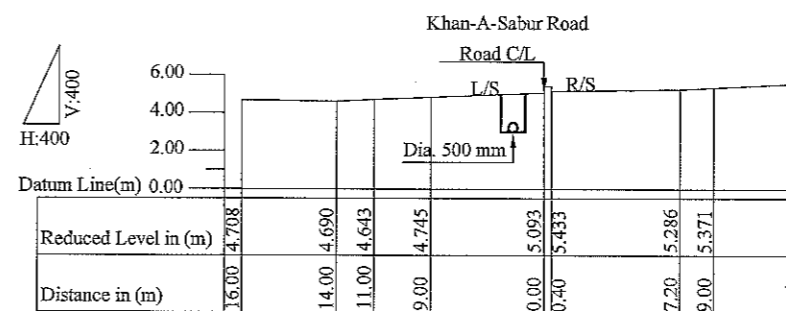 Khan-A-Sabur Road
Road C/L
L/S
R/S
V:400
H:400
6.00
4.00
2.00
Dia. 500 mm
Datum Line(m) 0.00
Reduced Level in (m) 4.708 4.690 4.643 4.745 5.093 5.433 5.286 5.371
Distance in (m) 16.00 14.00 11.00 9.00 0.00 0.40 7.20 9.00